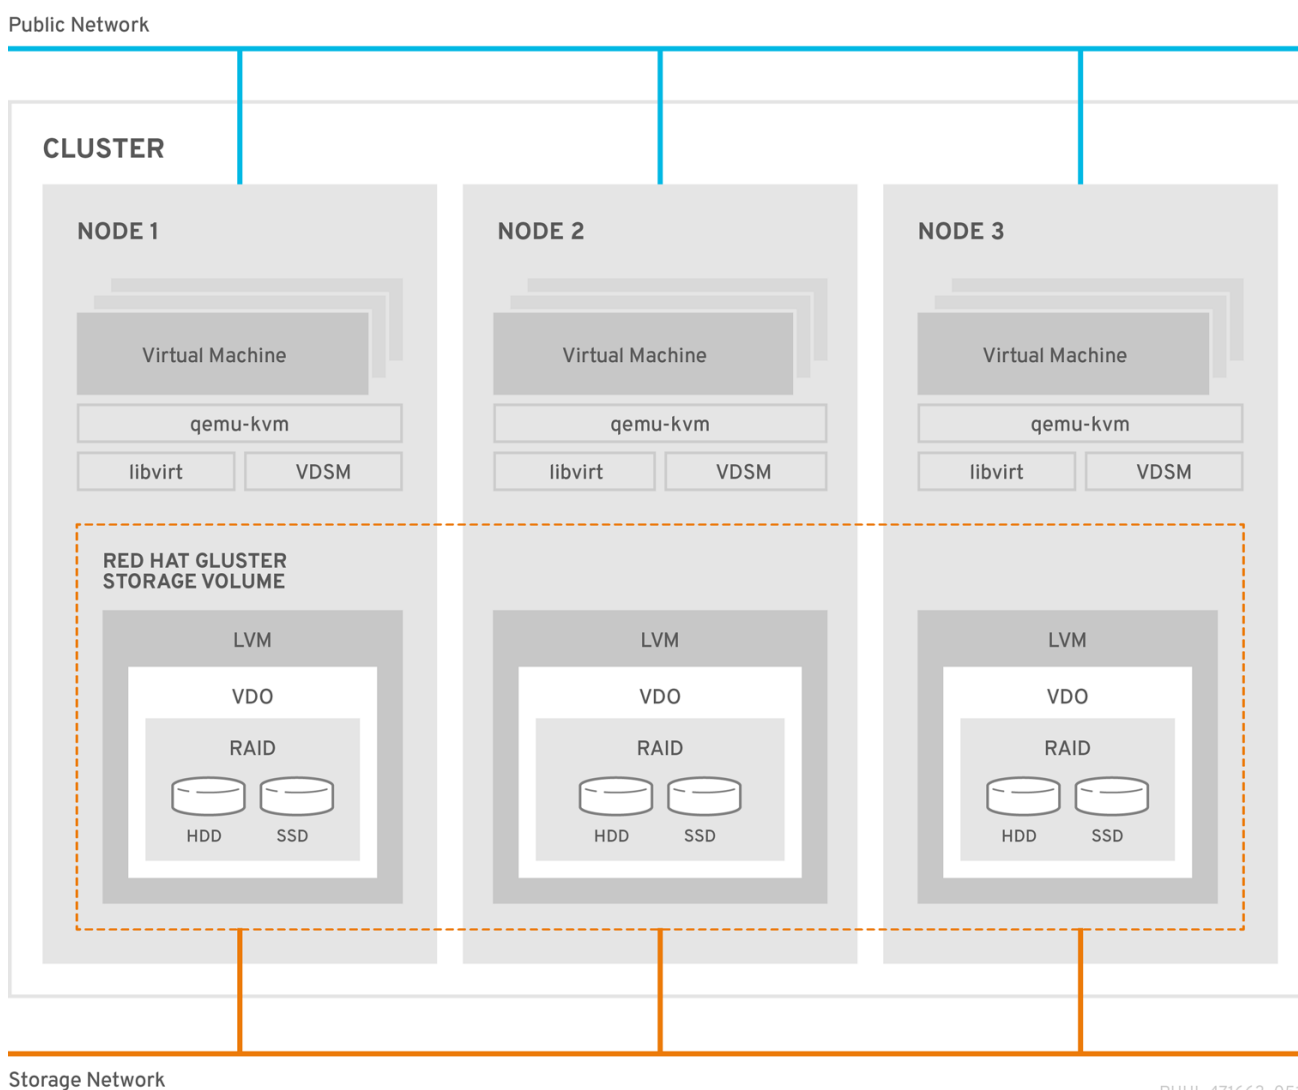 Public Network
CLUSTER
NODE 1
Virtual Machine
qemu-kvm
libvirt
VDSM
NODE 2
Virtual Machine
qemu-kvm
libvirt
VDSM
NODE 3
Virtual Machine
qemu-kvm
libvirt
VDSM
RED HAT GLUSTER
STORAGE VOLUME
LVM
VDO
RAID
HDD
SSD
LVM
VDO
RAID
HDD
SSD
LVM
VDO
RAID
HDD
SSD
Storage Network